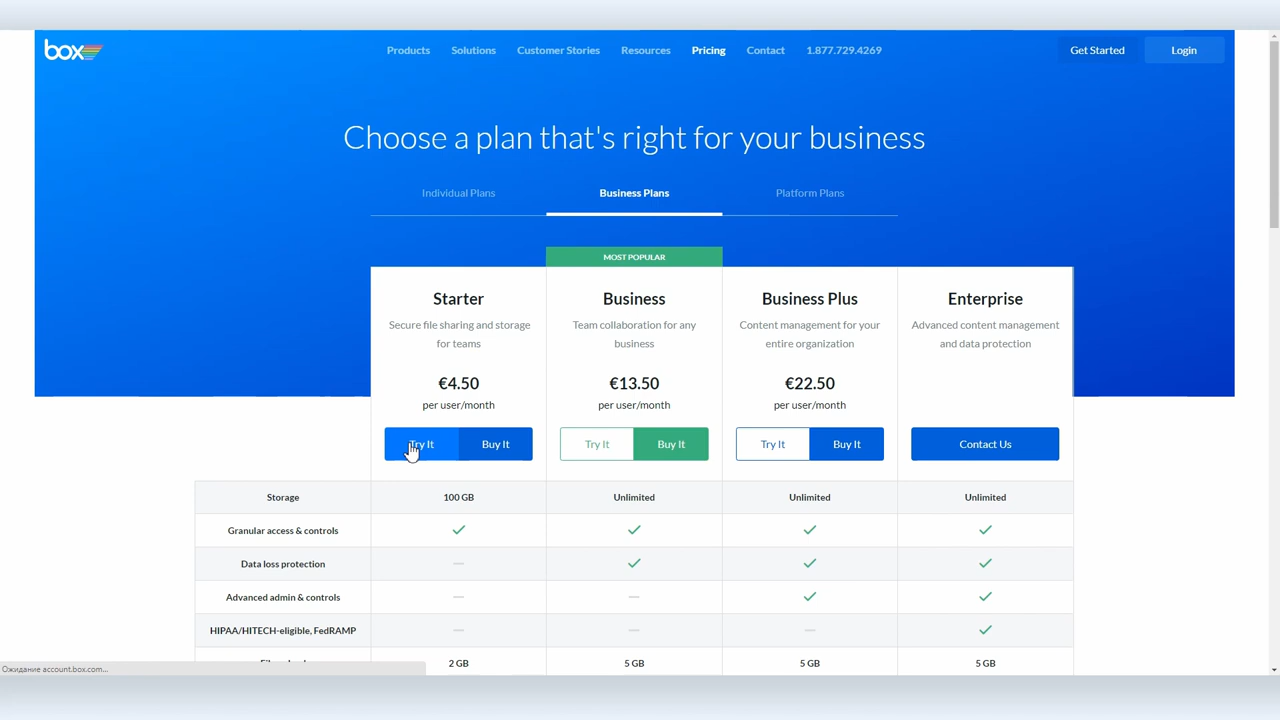 box
Products Solutions Customer Stories Resources Pricing Contact 1.877.729.4269 Get Started Login
Choose a plan that's right for your business
Individual Plans Business Plans Platform Plans
MOST POPULAR
Starter Business Business Plus Enterprise
Secure file sharing and storage Team collaboration for any Content management for your Advanced content management
for teams business entire organization and data protection
€4.50 €13.50 €22.50
per user/month per user/month per user/month
Try It Buy It Try It Buy It Try It Buy It Contact Us
Storage 100 GB Unlimited Unlimited Unlimited
Granular access & controls
Data loss protection
Advanced admin & controls
HIPAA/HITECH-eligible, FedRAMP
2 GB 5 GB 5 GB 5 GB
Ожидание account.box.com...